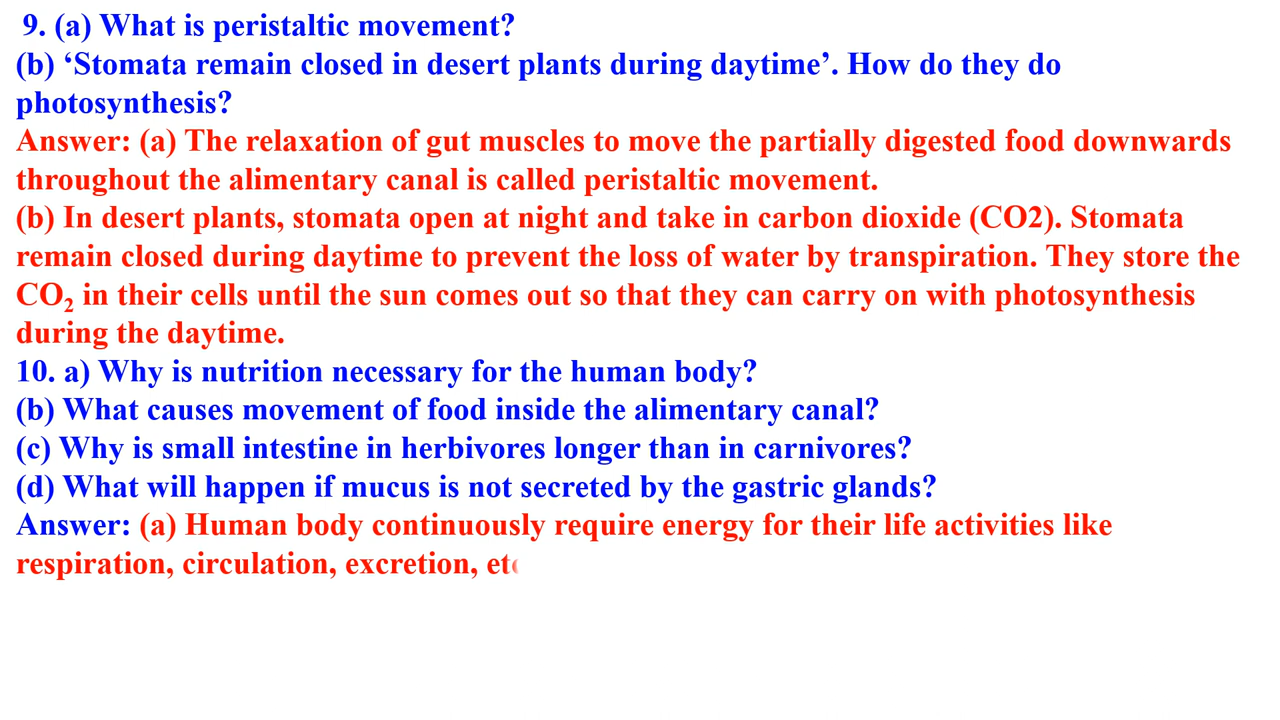 9. (a) What is peristaltic movement?
(b) ‘Stomata remain closed in desert plants during daytime’. How do they do
photosynthesis?
Answer: (a) The relaxation of gut muscles to move the partially digested food downwards
throughout the alimentary canal is called peristaltic movement.
(b) In desert plants, stomata open at night and take in carbon dioxide (CO2). Stomata
remain closed during daytime to prevent the loss of water by transpiration. They store the
CO₂ in their cells until the sun comes out so that they can carry on with photosynthesis
during the daytime.
10. a) Why is nutrition necessary for the human body?
(b) What causes movement of food inside the alimentary canal?
(c) Why is small intestine in herbivores longer than in carnivores?
(d) What will happen if mucus is not secreted by the gastric glands?
Answer: (a) Human body continuously require energy for their life activities like
respiration, circulation, excretion, etc